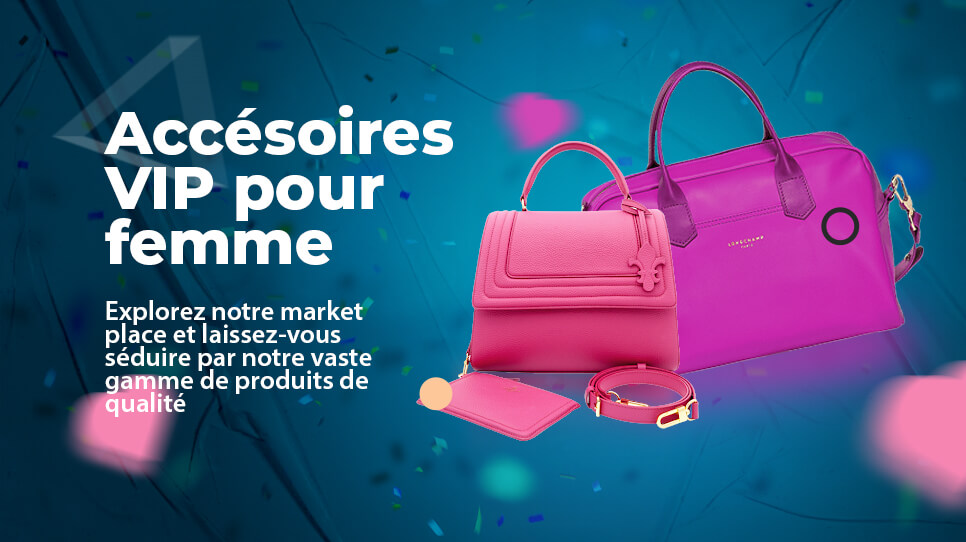 Accésoires
VIP pour
femme
Explorez notre market
place et laissez-vous
séduire par notre vaste
gamme de produits de
qualité
LONGCHAMP
PARIS